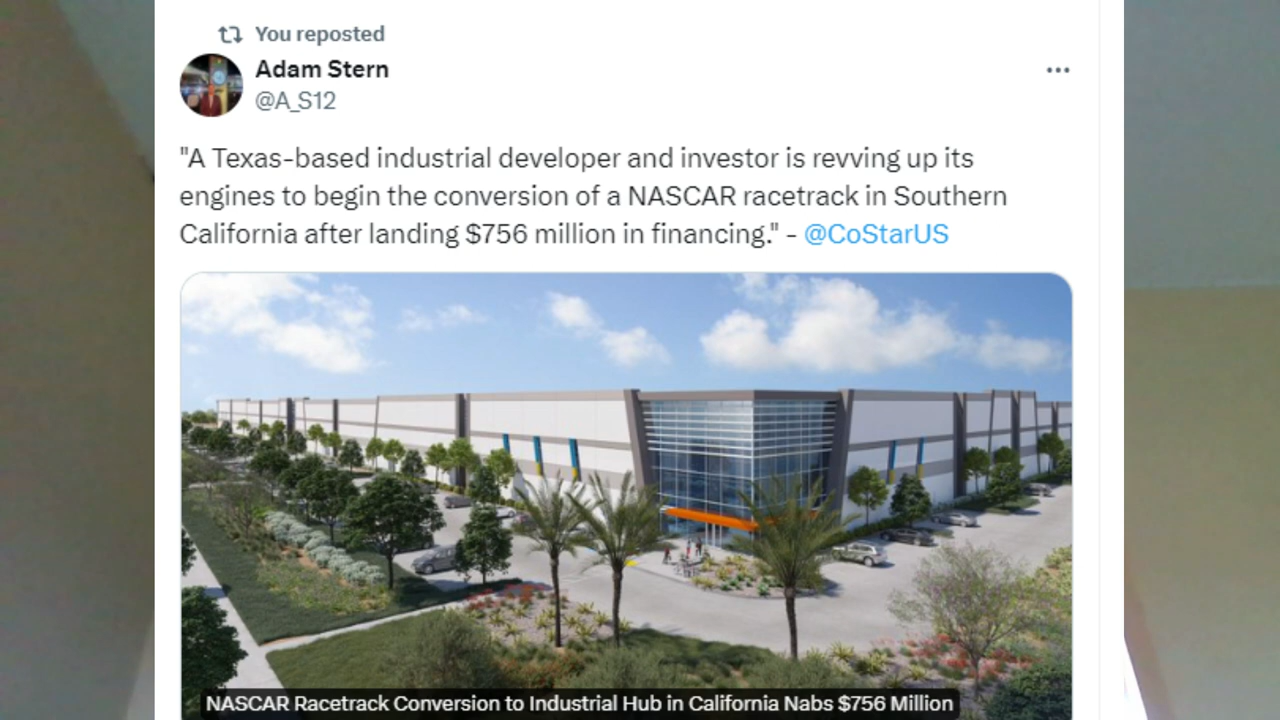 You reposted
Adam Stern
@A_S12
"A Texas-based industrial developer and investor is revving up its
engines to begin the conversion of a NASCAR racetrack in Southern
California after landing $756 million in financing." - @CoStarUS
NASCAR Racetrack Conversion to Industrial Hub in California Nabs $756 Million